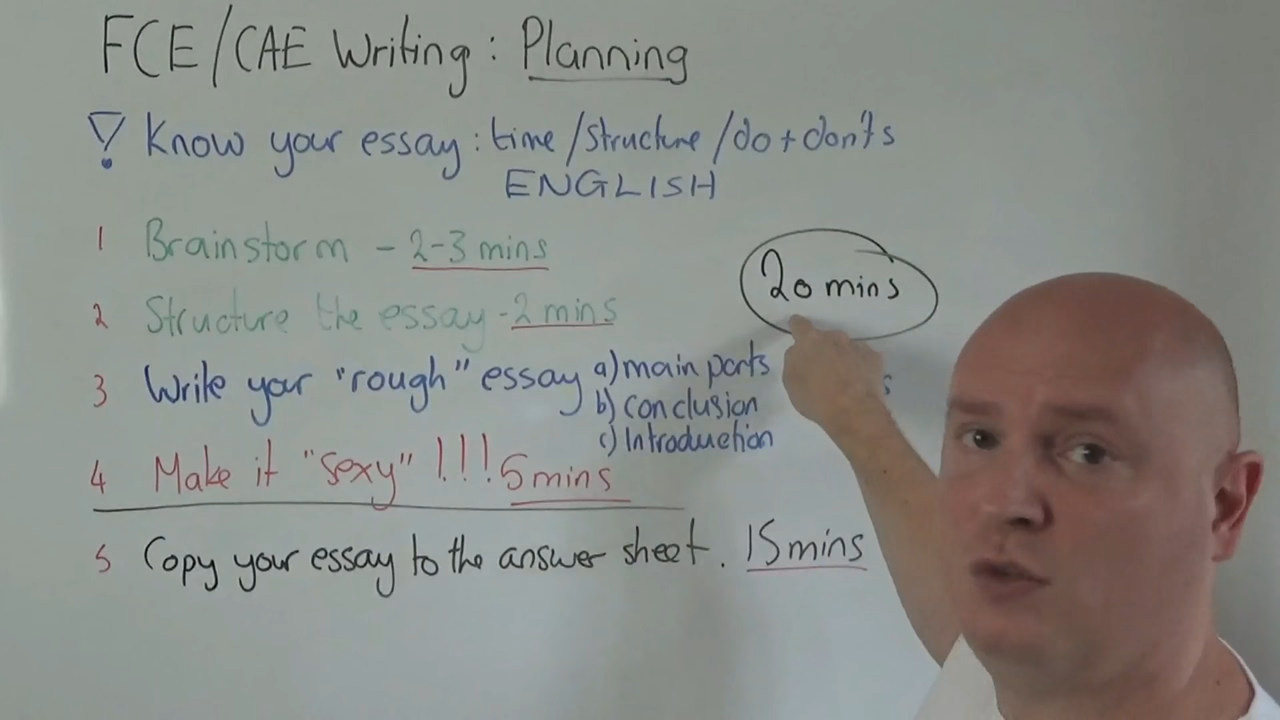 FCE/CAE Writing: Planning
! Know your essay: time/structure/do+don'ts
ENGLISH
1 Brainstorm - 2-3 mins
2 Structure the essay - 2 mins
20 mins
3 Write your "rough" essay a) main parts
b) conclusion
c) Introduction
4 Make it "sexy" !!! 5 mins
5 Copy your essay to the answer sheet. 15 mins